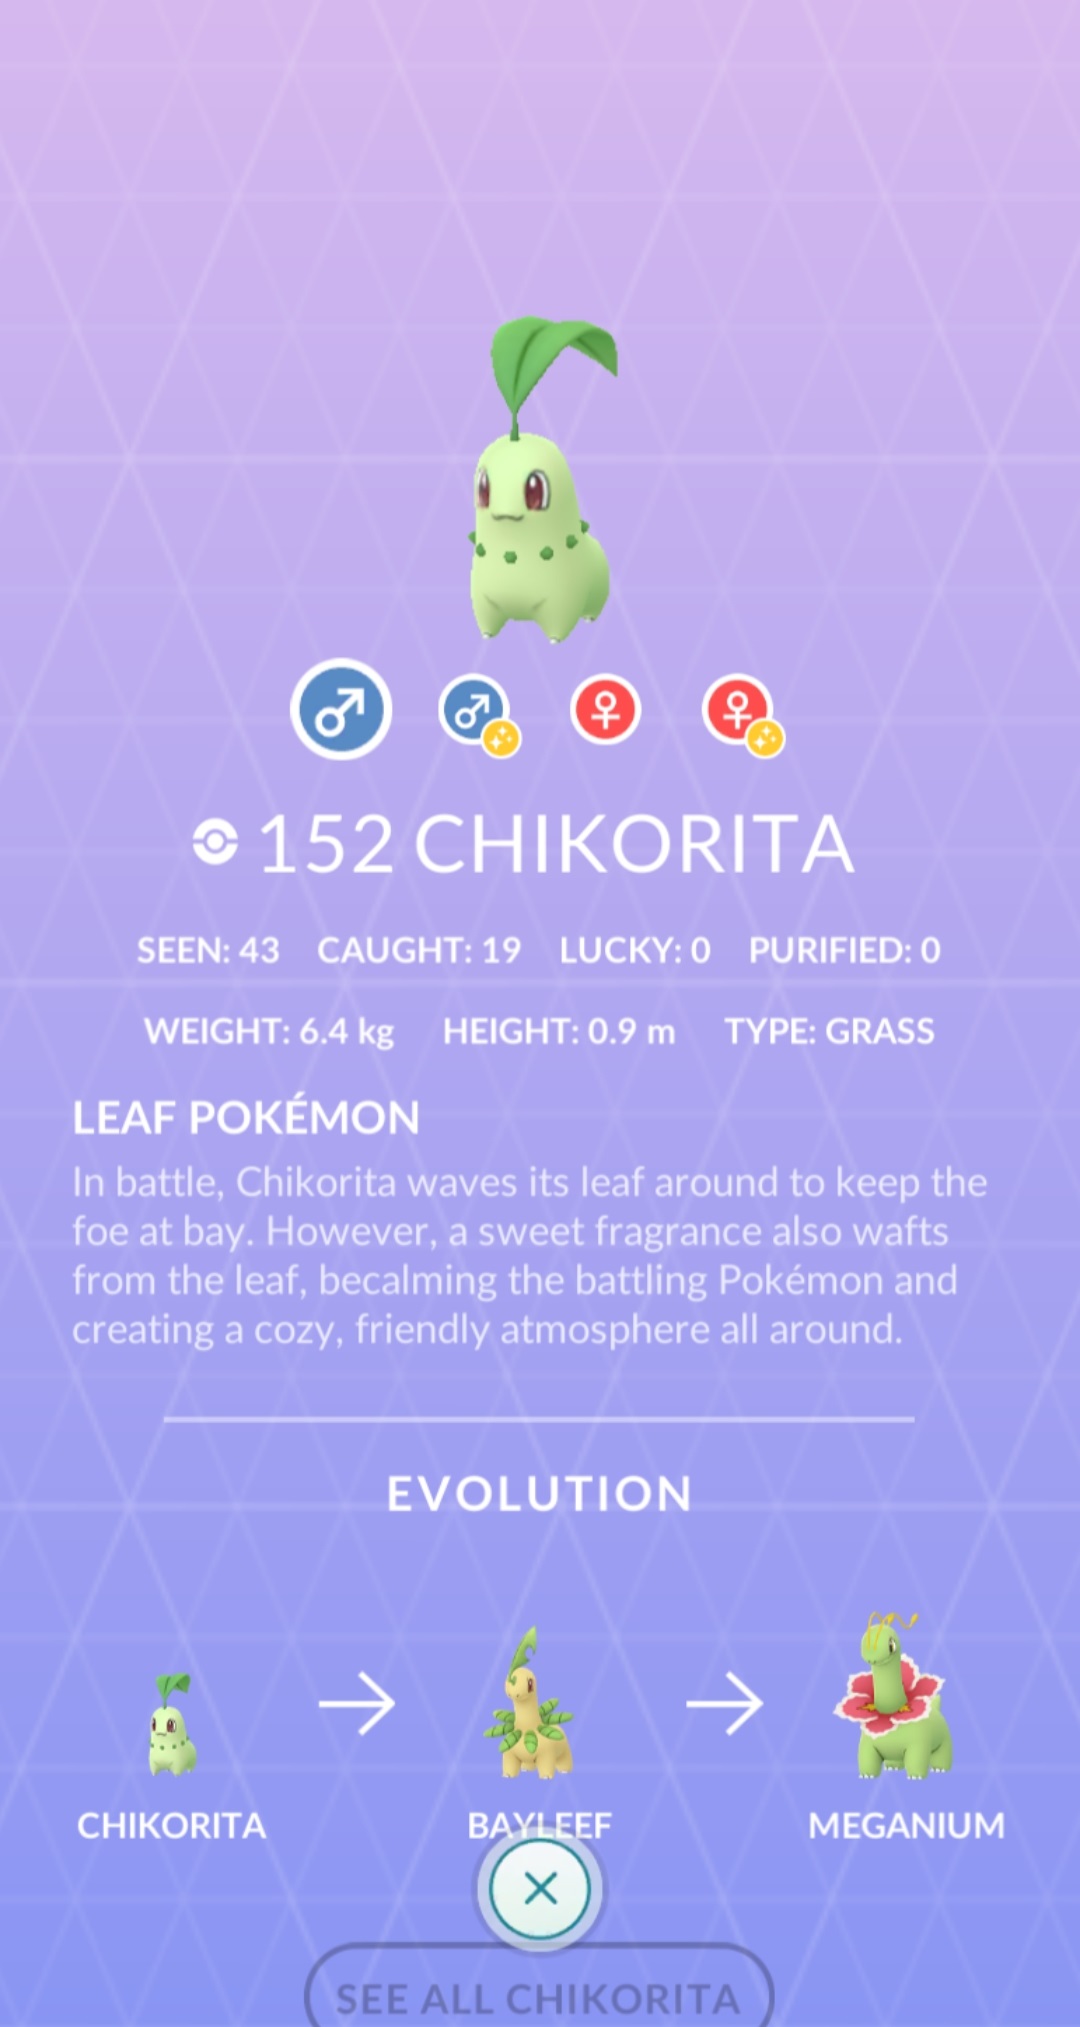 152 CHIKORITA
SEEN: 43 CAUGHT: 19 LUCKY: 0 PURIFIED: 0
WEIGHT: 6.4 kg HEIGHT: 0.9 m TYPE: GRASS
LEAF POKÉMON
In battle, Chikorita waves its leaf around to keep the
foe at bay. However, a sweet fragrance also wafts
from the leaf, becalming the battling Pokémon and
creating a cozy, friendly atmosphere all around.
EVOLUTION
CHIKORITA BAYLEEF MEGANIUM
SEE ALL CHIKORITA